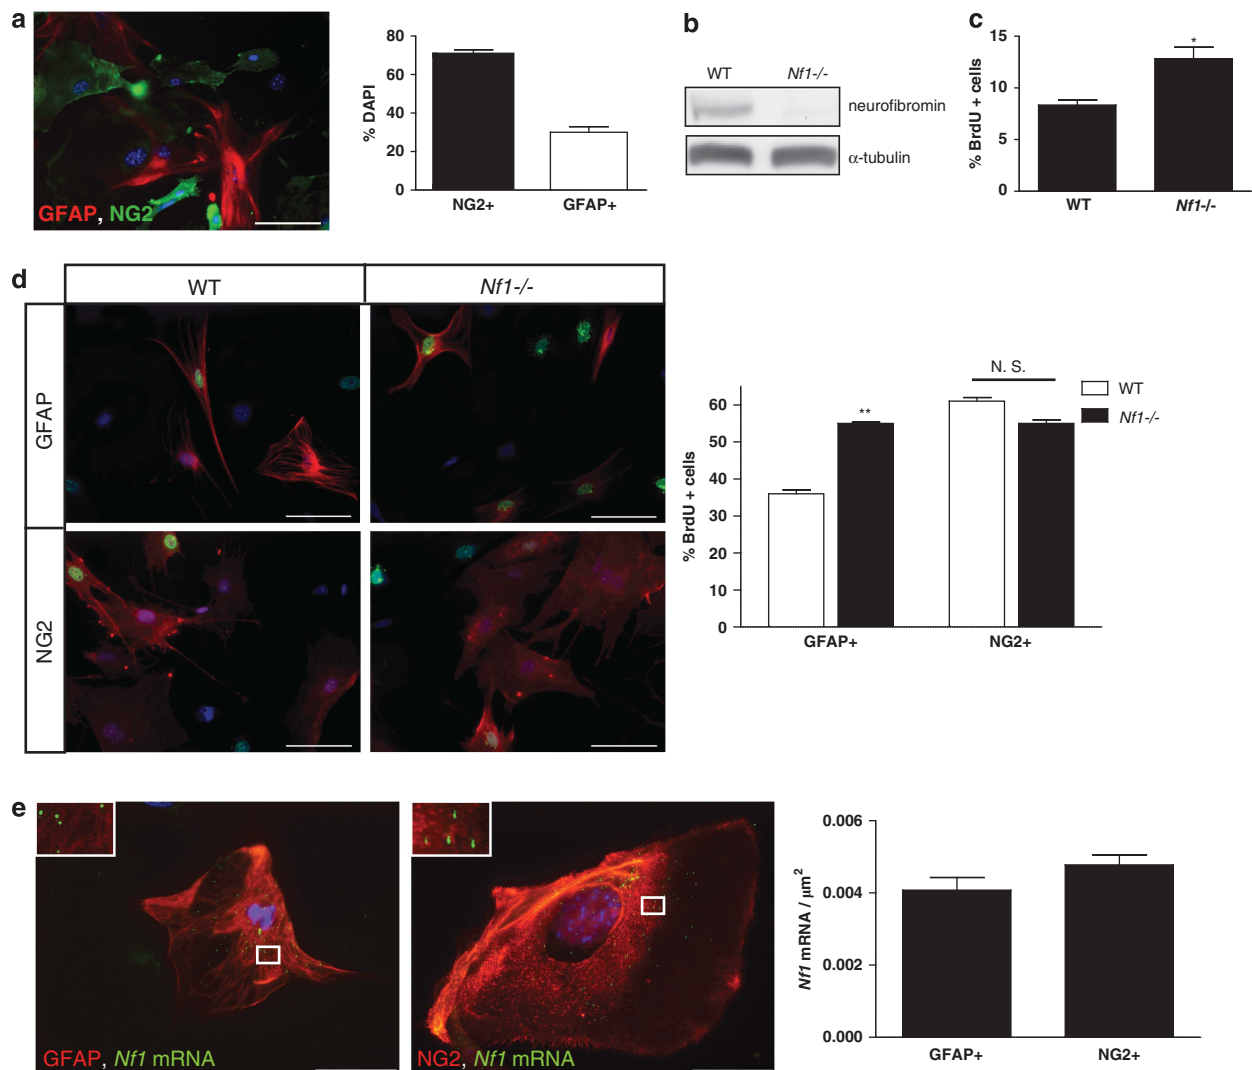 a
GFAP, NG2
% DAPI
80
60
40
20
0
NG2+
GFAP+
b
WT
Nf1-/-
neurofibromin
α-tubulin
c
% BrdU + cells
15
10
5
0
*
WT
Nf1-/-
d
WT
Nf1-/-
GFAP
NG2
% BrdU + cells
60
50
40
30
20
10
0
**
N. S.
WT
Nf1-/-
GFAP+
NG2+
e
GFAP, Nf1 mRNA
NG2, Nf1 mRNA
Nf1 mRNA / μm²
0.006
0.004
0.002
0.000
GFAP+
NG2+